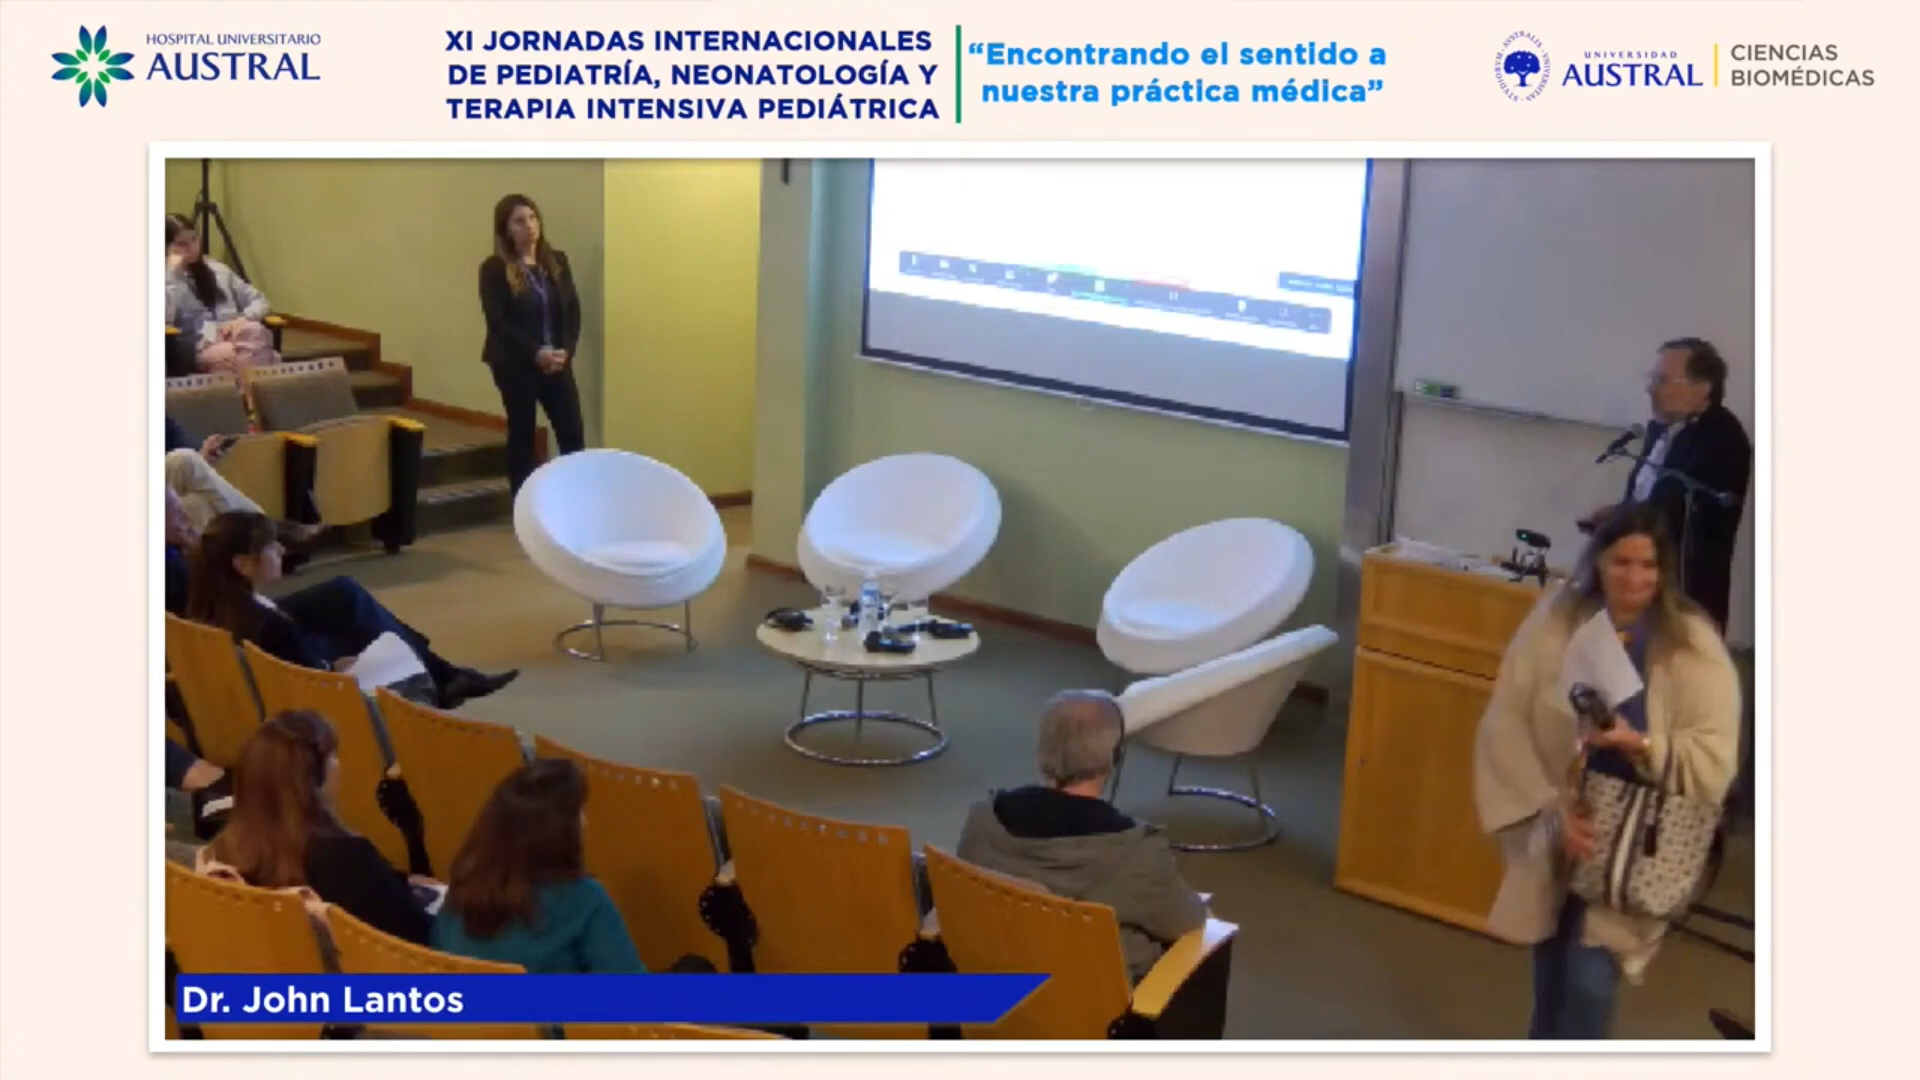 HOSPITAL UNIVERSITARIO
AUSTRAL
XI JORNADAS INTERNACIONALES
DE PEDIATRÍA, NEONATOLOGÍA Y
TERAPIA INTENSIVA PEDIÁTRICA
“Encontrando el sentido a
nuestra práctica médica”
UNIVERSIDAD
AUSTRAL
CIENCIAS
BIOMÉDICAS
Dr. John Lantos